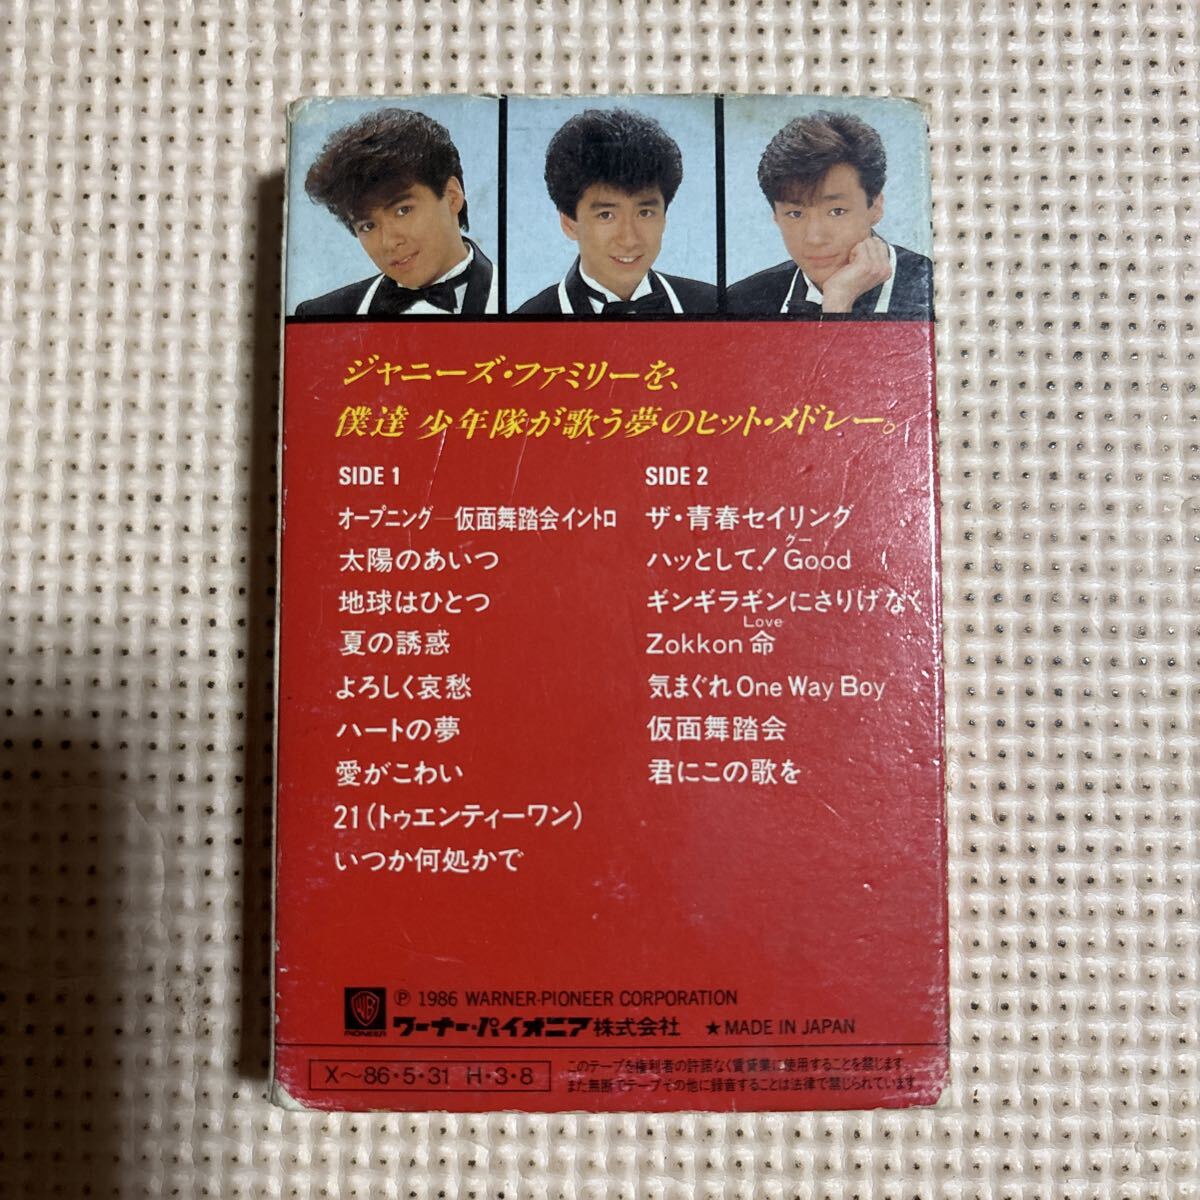 ジャニーズ・ファミリーを、
僕達 少年隊が歌う夢のヒット・メドレー。
SIDE 1
オープニング—仮面舞踏会イントロ
太陽のあいつ
地球はひとつ
夏の誘惑
よろしく哀愁
ハートの夢
愛がこわい
21(トゥエンティーワン)
いつか何処かで
SIDE 2
ザ・青春セイリング
グー
ハッとして!Good
ギンギラギンにさりげなく
Love
Zokkon 命
気まぐれ One Way Boy
仮面舞踏会
君にこの歌を
WB
PIONEER
Ⓟ 1986 WARNER-PIONEER CORPORATION
ワーナー・パイオニア株式会社 ★ MADE IN JAPAN
X〜86・5・31 H・3・8
このテープを権利者の許諾なく賃貸業に使用することを禁じます。
また無断でテープその他に録音することは法律で禁じられています。